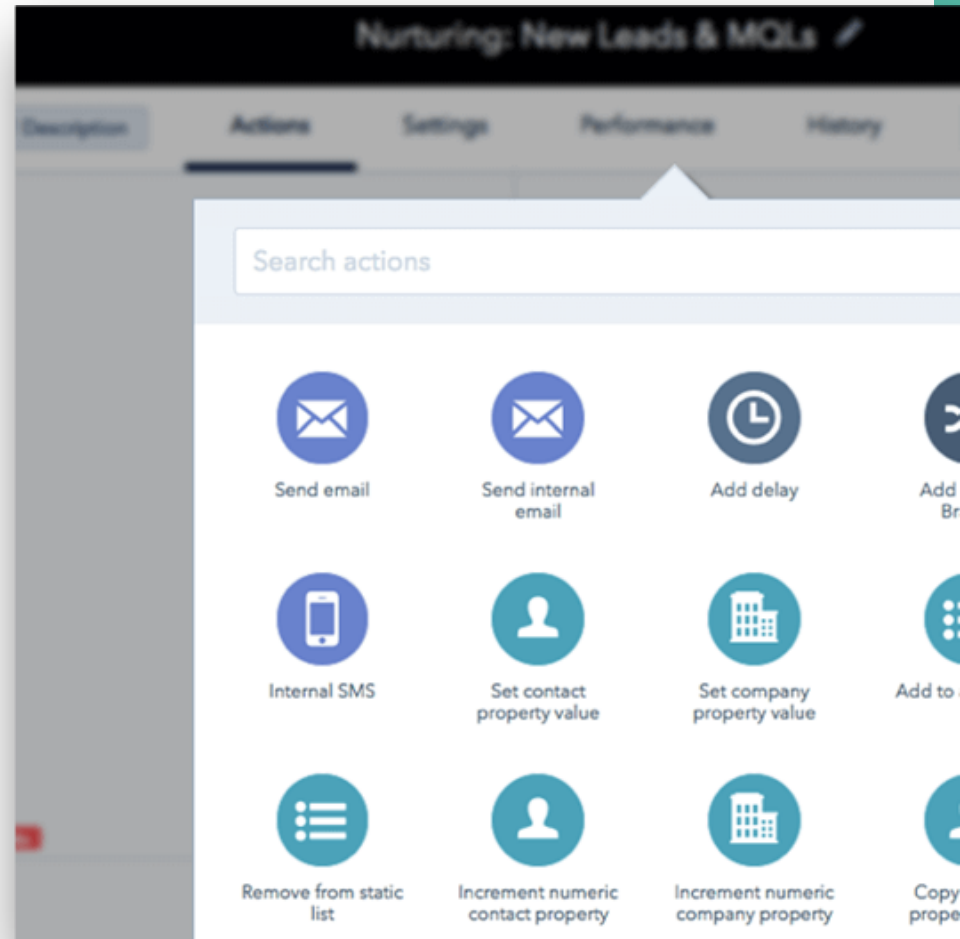 Nurturing: New Leads & MQLs
Description Actions Settings Performance History
Search actions
Send email
Send internal
email
Add delay
Add
Internal SMS
Set contact
property value
Set company
property value
Add to
Remove from static
list
Increment numeric
contact property
Increment numeric
company property
Copy